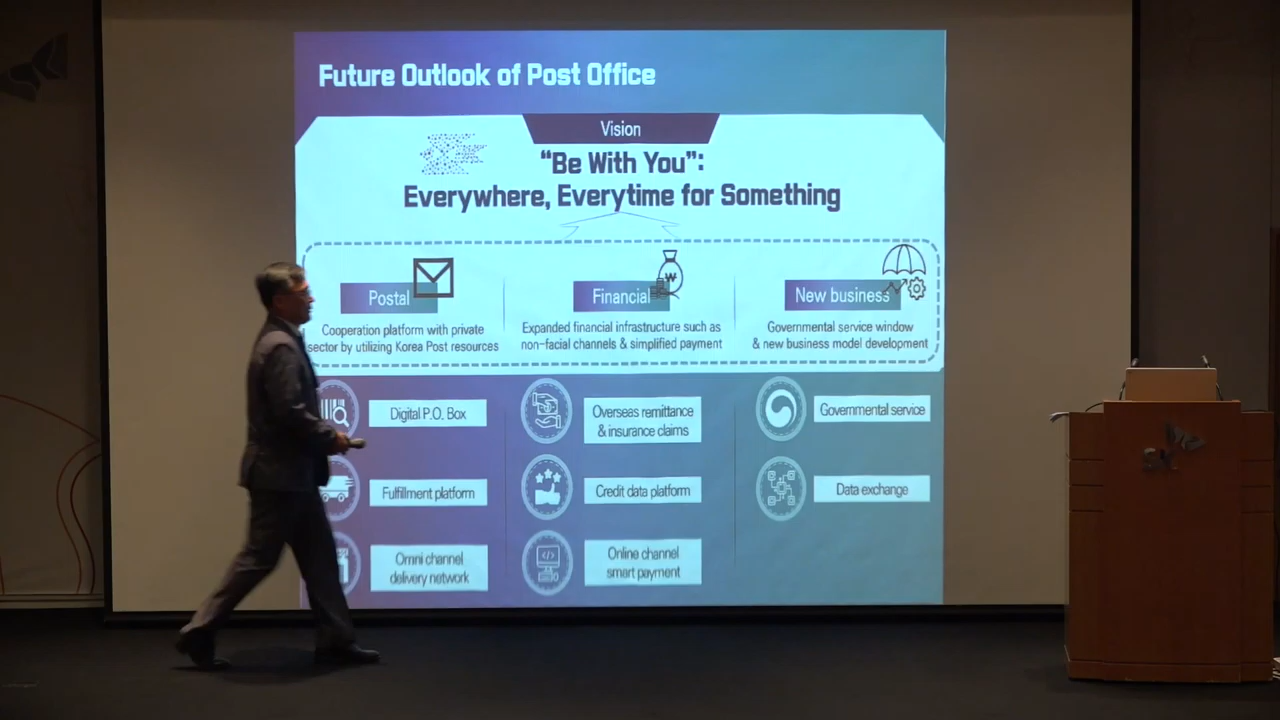 Future Outlook of Post Office
Vision
“Be With You”:
Everywhere, Everytime for Something
Postal
Cooperation platform with private
sector by utilizing Korea Post resources
Financial
Expanded financial infrastructure such as
non-facial channels & simplified payment
New business
Governmental service window
& new business model development
Digital P.O. Box
Fulfillment platform
Omni channel
delivery network
Overseas remittance
& insurance claims
Credit data platform
Online channel
smart payment
Governmental service
Data exchange